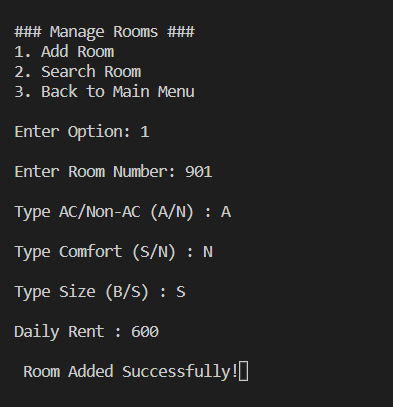 ### Manage Rooms ###
1. Add Room
2. Search Room
3. Back to Main Menu
Enter Option: 1
Enter Room Number: 901
Type AC/Non-AC (A/N) : A
Type Comfort (S/N) : N
Type Size (B/S) : S
Daily Rent : 600
Room Added Successfully!